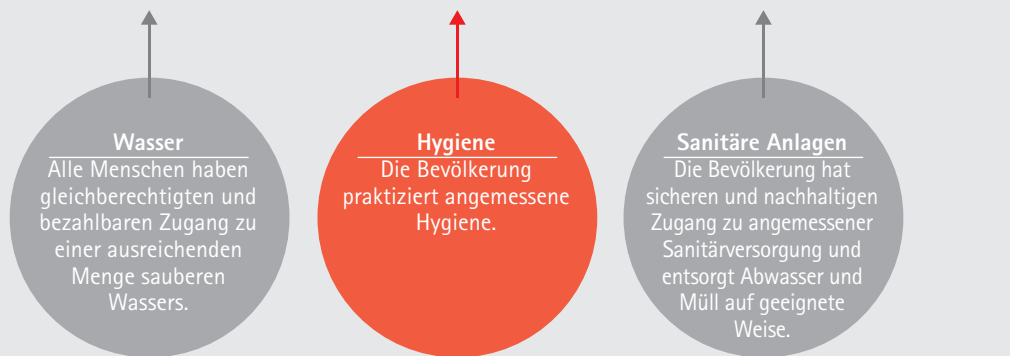 Wasser
Alle Menschen haben
gleichberechtigten und
bezahlbaren Zugang zu
einer ausreichenden
Menge sauberen
Wassers.
Hygiene
Die Bevölkerung
praktiziert angemessene
Hygiene.
Sanitäre Anlagen
Die Bevölkerung hat
sicheren und nachhaltigen
Zugang zu angemessener
Sanitärversorgung und
entsorgt Abwasser und
Müll auf geeignete
Weise.